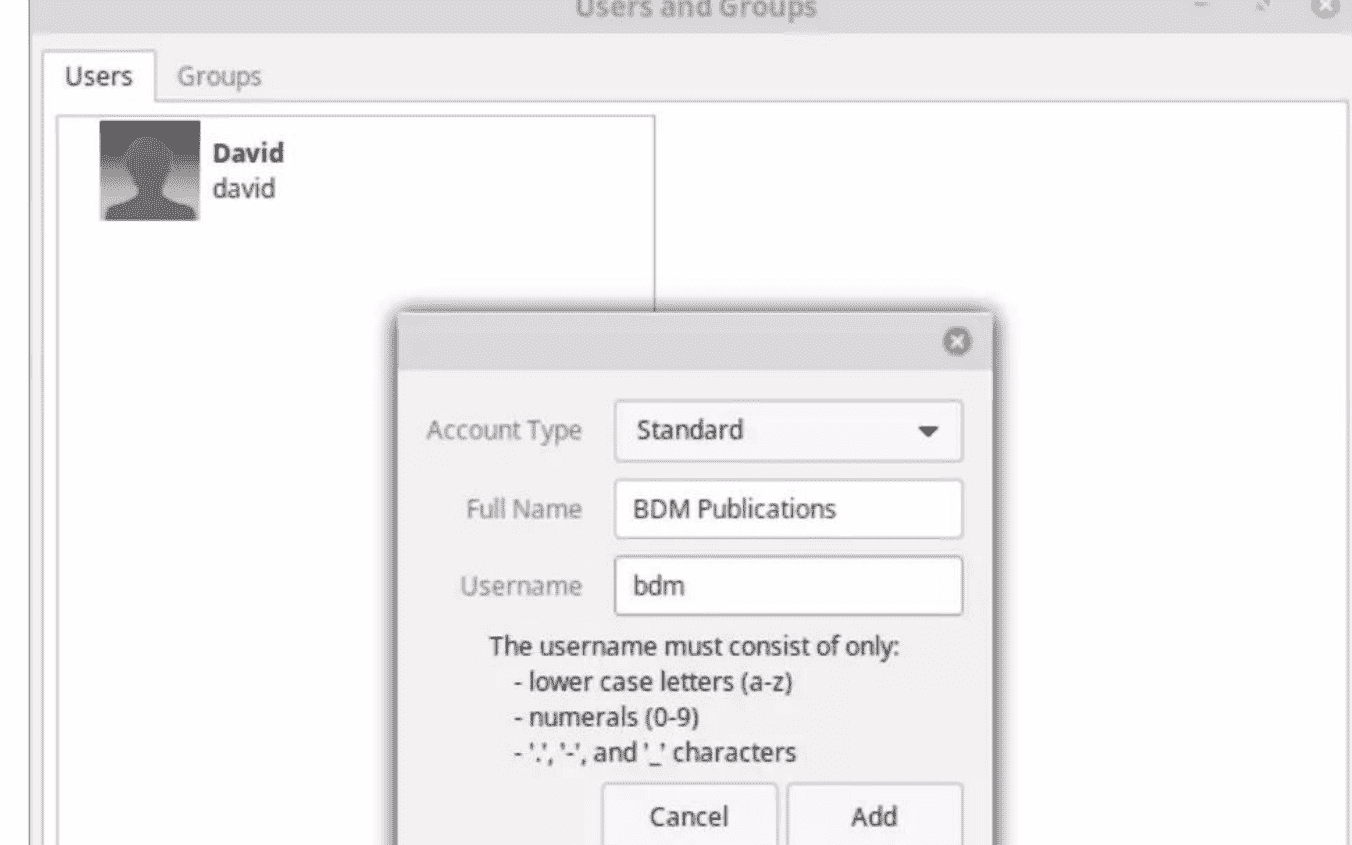 Users and Groups
Users Groups
David
david
Account Type Standard
Full Name BDM Publications
Username bdm
The username must consist of only:
- lower case letters (a-z)
- numerals (0-9)
- '.', '-', and '_' characters
Cancel Add